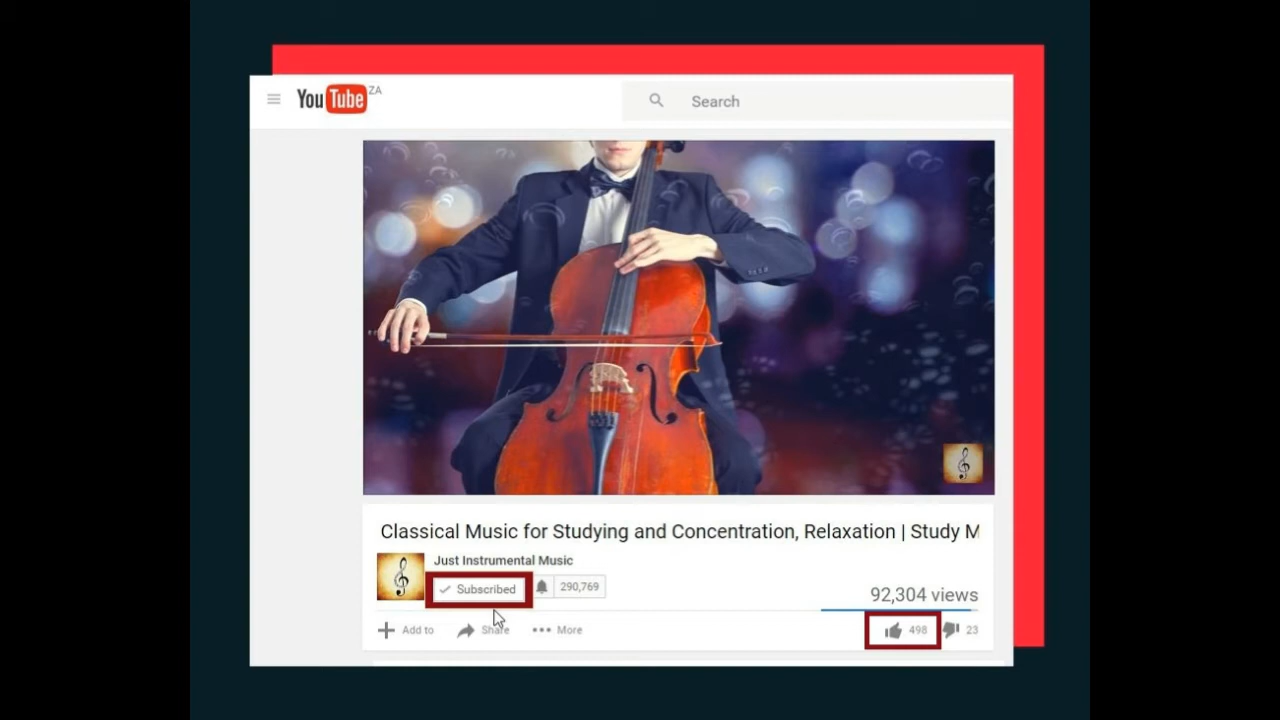 YouTube ZA
Search
Classical Music for Studying and Concentration, Relaxation | Study M
Just Instrumental Music
Subscribed 290,769
92,304 views
Add to Share More 498 23